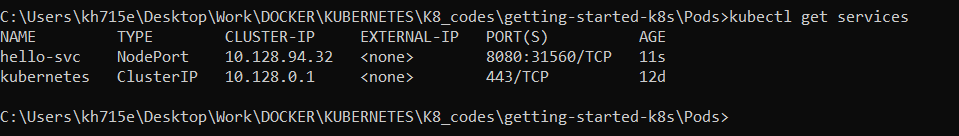 C:\Users\kh715e\Desktop\Work\DOCKER\KUBERNETES\K8_codes\getting-started-k8s\Pods>kubectl get services
NAME TYPE CLUSTER-IP EXTERNAL-IP PORT(S) AGE
hello-svc NodePort 10.128.94.32 <none> 8080:31560/TCP 11s
kubernetes ClusterIP 10.128.0.1 <none> 443/TCP 12d
C:\Users\kh715e\Desktop\Work\DOCKER\KUBERNETES\K8_codes\getting-started-k8s\Pods>